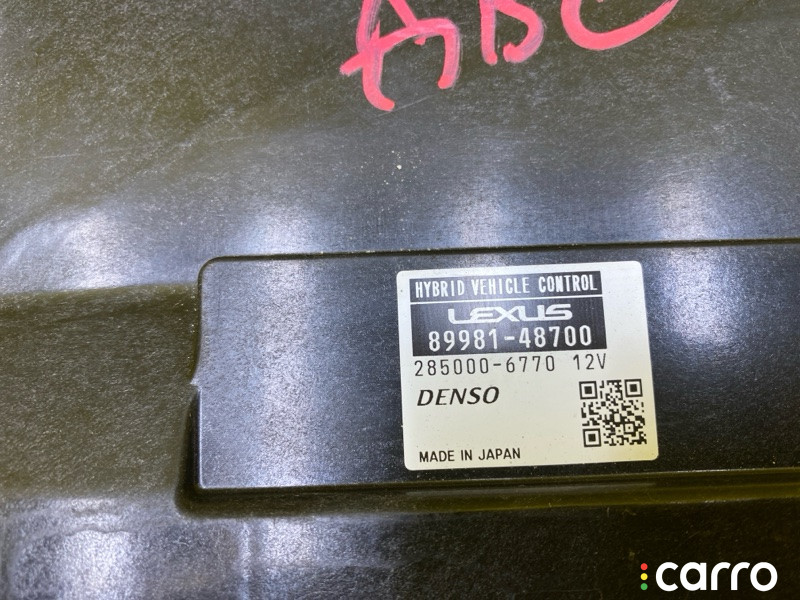 ABC
HYBRID VEHICLE CONTROL
LEXUS
89981-48700
285000-6770 12V
DENSO
MADE IN JAPAN
carro